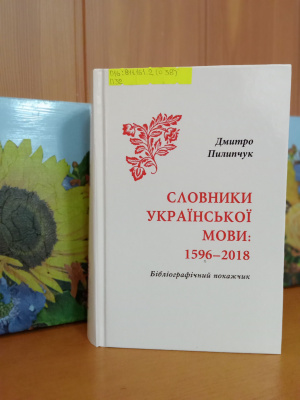 Дмитро
Пилипчук
СЛОВНИКИ
УКРАЇНСЬКОЇ
МОВИ:
1596–2018
Бібліографічний покажчик